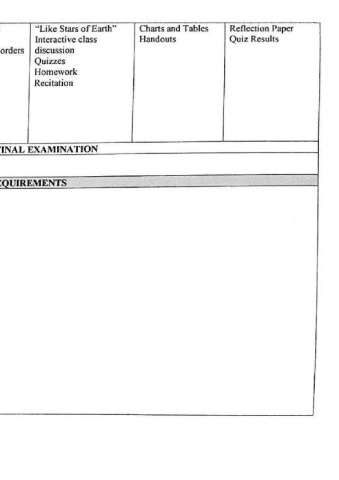 "Like Stars of Earth"
Interactive class
orders discussion
Quizzes
Homework
Recitation
Charts and Tables
Handouts
Reflection Paper
Quiz Results
INAL EXAMINATION
QUIREMENTS